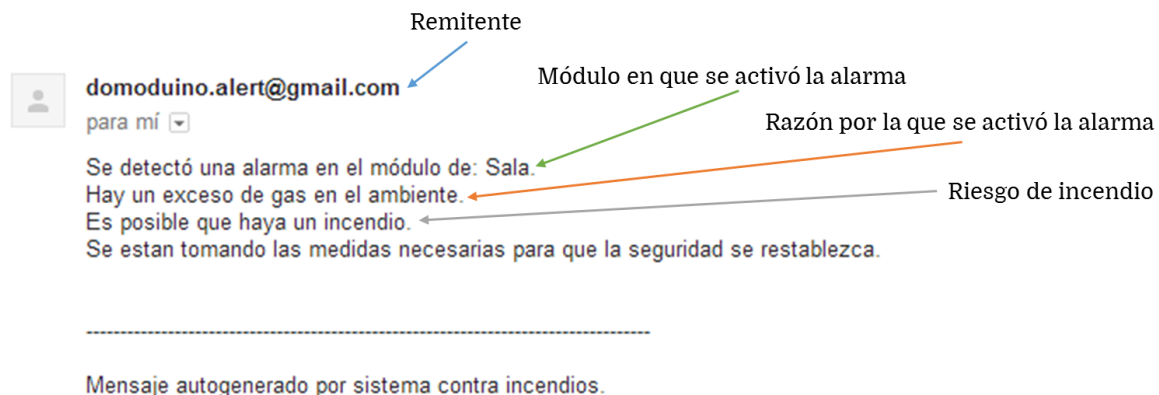 Remitente
domoduino.alert@gmail.com
Módulo en que se activó la alarma
para mí
Razón por la que se activó la alarma
Se detectó una alarma en el módulo de: Sala.
Hay un exceso de gas en el ambiente.
Riesgo de incendio
Es posible que haya un incendio.
Se estan tomando las medidas necesarias para que la seguridad se restablezca.
---------------------------------------------------------------------------------
Mensaje autogenerado por sistema contra incendios.